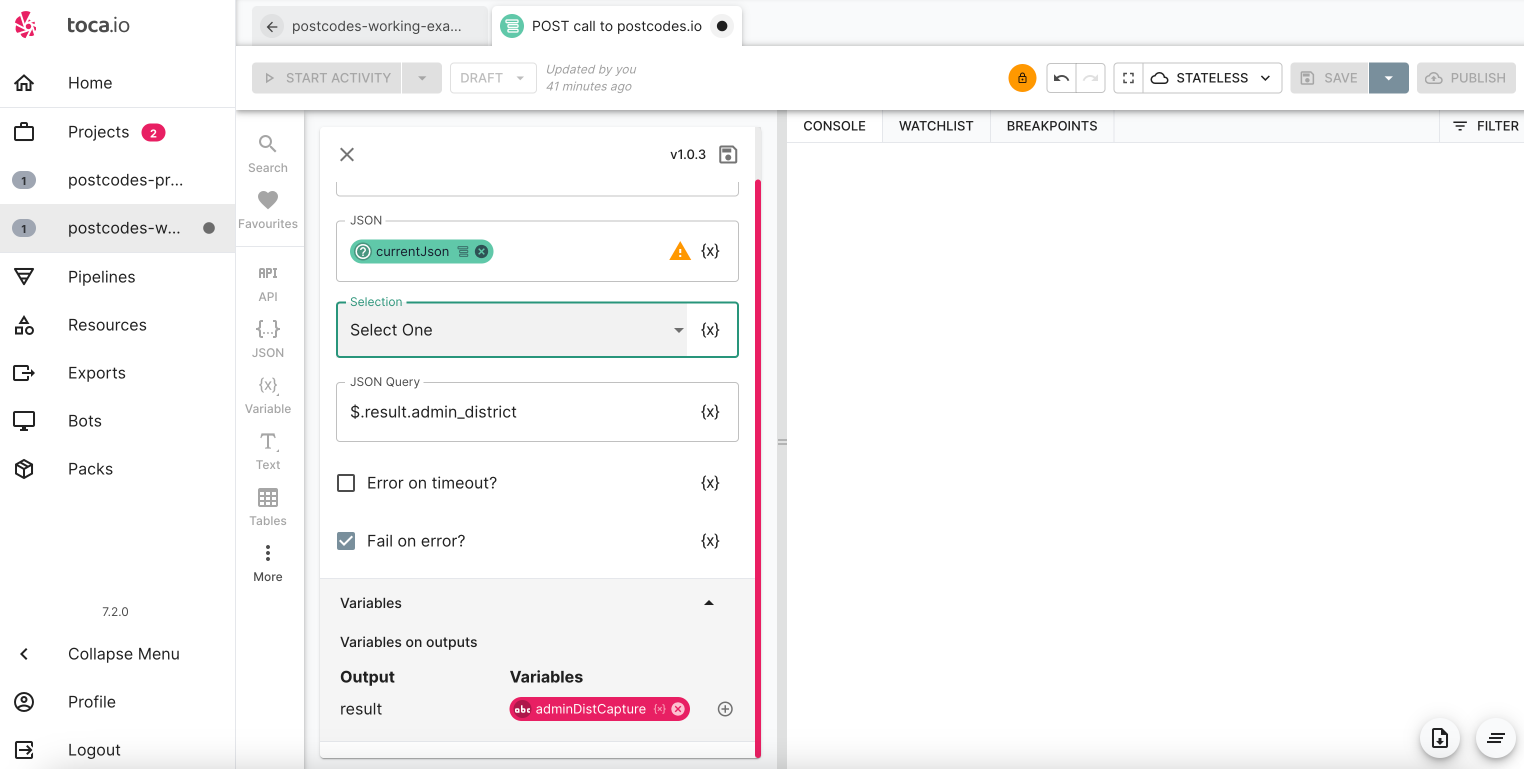 toca.io
Home
Projects 2
1 postcodes-pr...
1 postcodes-w...
Pipelines
Resources
Exports
Bots
Packs
7.2.0
Collapse Menu
Profile
Logout
postcodes-working-exa...
POST call to postcodes.io
START ACTIVITY
DRAFT
Updated by you
41 minutes ago
STATELESS
SAVE
PUBLISH
Search
Favourites
API
API
{...}
JSON
{x}
Variable
T
Text
Tables
More
v1.0.3
JSON
? currentJson {x}
Selection
Select One {x}
JSON Query
$.result.admin_district {x}
Error on timeout? {x}
Fail on error? {x}
Variables
Variables on outputs
Output Variables
result abc adminDistCapture {x}
CONSOLE WATCHLIST BREAKPOINTS FILTER